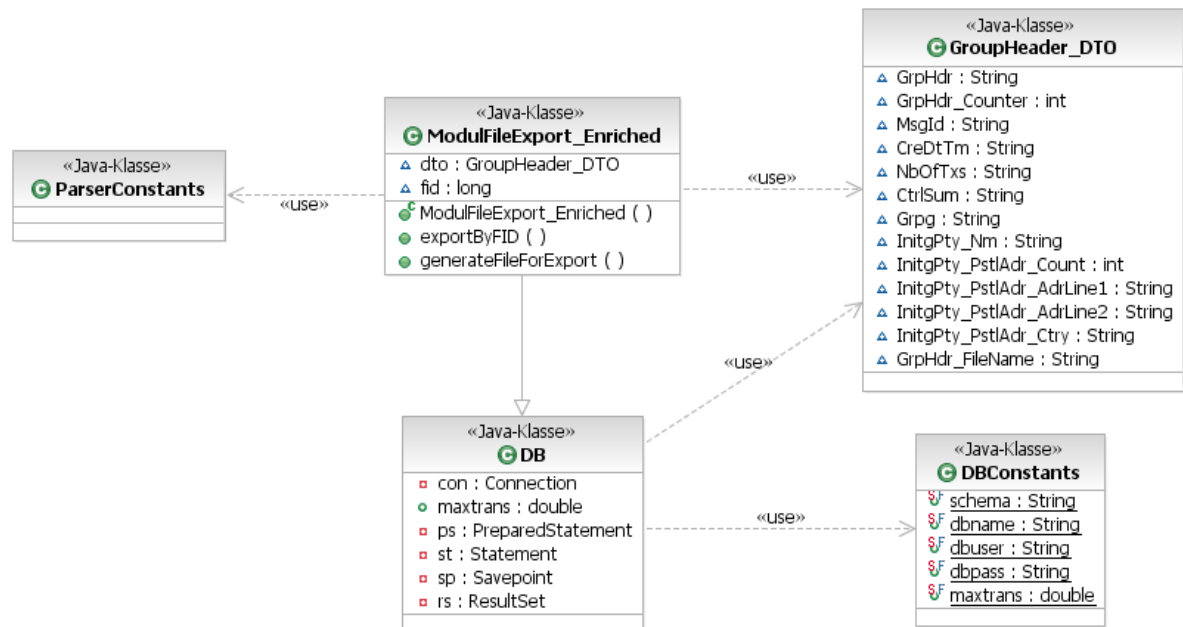 «Java-Klasse»
ParserConstants
«use»
«Java-Klasse»
ModulFileExport_Enriched
dto : GroupHeader_DTO
fid : long
ModulFileExport_Enriched ( )
exportByFID ( )
generateFileForExport ( )
«use»
«Java-Klasse»
GroupHeader_DTO
GrpHdr : String
GrpHdr_Counter : int
MsgId : String
CreDtTm : String
NbOfTxs : String
CtrlSum : String
Grpg : String
InitgPty_Nm : String
InitgPty_PstlAdr_Count : int
InitgPty_PstlAdr_AdrLine1 : String
InitgPty_PstlAdr_AdrLine2 : String
InitgPty_PstlAdr_Ctry : String
GrpHdr_FileName : String
«use»
«Java-Klasse»
DB
con : Connection
maxtrans : double
ps : PreparedStatement
st : Statement
sp : Savepoint
rs : ResultSet
«use»
«Java-Klasse»
DBConstants
schema : String
dbname : String
dbuser : String
dbpass : String
maxtrans : double